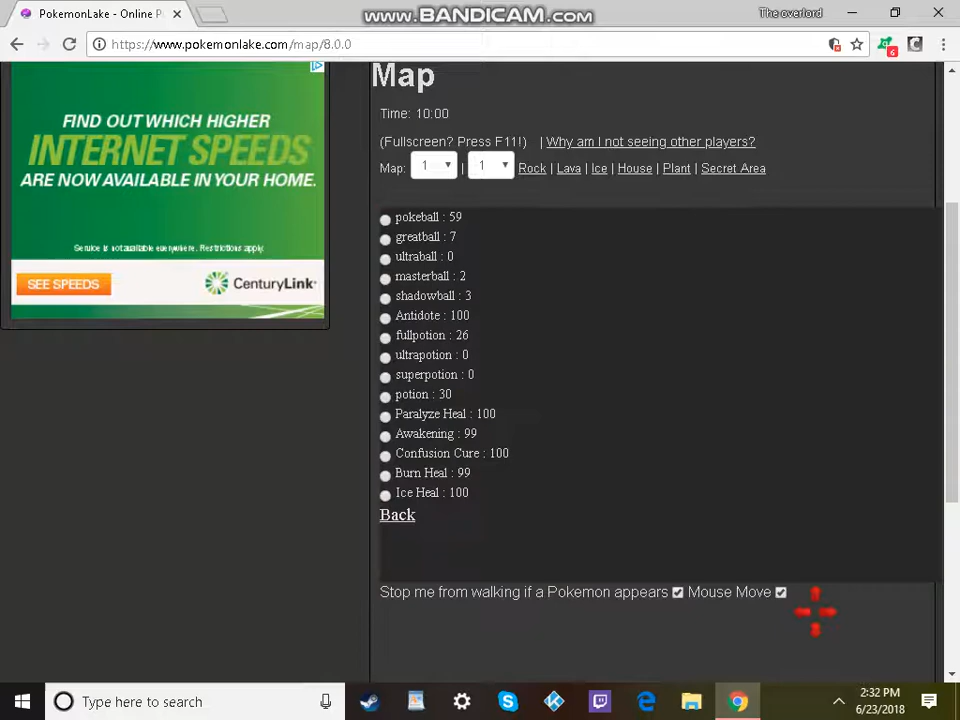 PokemonLake - Online P
www.BANDICAM.com
The overlord
https://www.pokemonlake.com/map/8.0.0
6
FIND OUT WHICH HIGHER
INTERNET SPEEDS
ARE NOW AVAILABLE IN YOUR HOME.
Service is not available everywhere. Restrictions apply.
SEE SPEEDS
CenturyLink
Map
Time: 10:00
(Fullscreen? Press F11!) | Why am I not seeing other players?
Map: 1 | 1 Rock | Lava | Ice | House | Plant | Secret Area
pokeball : 59
greatball : 7
ultraball : 0
masterball : 2
shadowball : 3
Antidote : 100
fullpotion : 26
ultrapotion : 0
superpotion : 0
potion : 30
Paralyze Heal : 100
Awakening : 99
Confusion Cure : 100
Burn Heal : 99
Ice Heal : 100
Back
Stop me from walking if a Pokemon appears Mouse Move
Type here to search
2:32 PM
6/23/2018